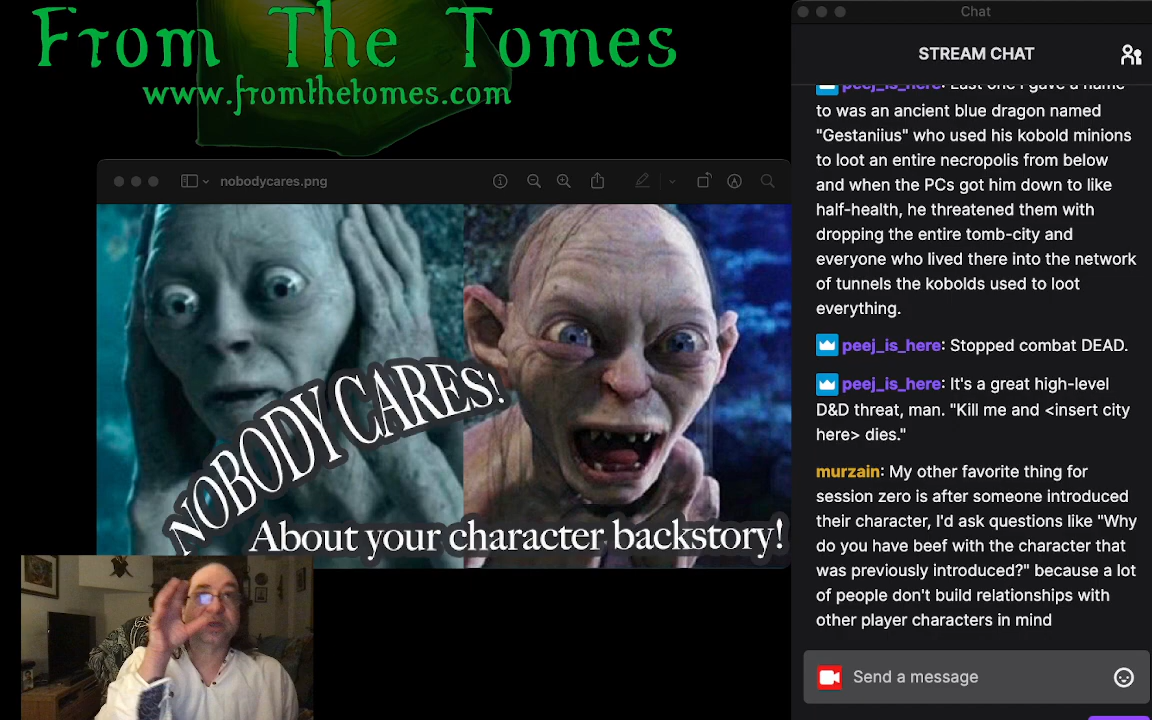 From The Tomes
www.fromthetomes.com
nobodycares.png
NOBODY CARES!
About your character backstory!
Chat
STREAM CHAT
peej_is_here: Last one I gave a name
to was an ancient blue dragon named
"Gestaniius" who used his kobold minions
to loot an entire necropolis from below
and when the PCs got him down to like
half-health, he threatened them with
dropping the entire tomb-city and
everyone who lived there into the network
of tunnels the kobolds used to loot
everything.
peej_is_here: Stopped combat DEAD.
peej_is_here: It's a great high-level
D&D threat, man. "Kill me and <insert city
here> dies."
murzain: My other favorite thing for
session zero is after someone introduced
their character, I'd ask questions like "Why
do you have beef with the character that
was previously introduced?" because a lot
of people don't build relationships with
other player characters in mind
Send a message